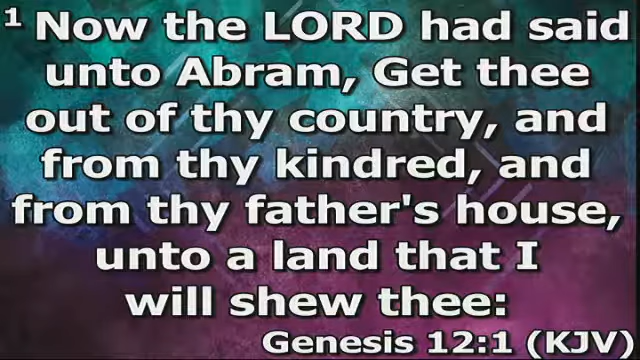 1 Now the LORD had said
unto Abram, Get thee
out of thy country, and
from thy kindred, and
from thy father's house,
unto a land that I
will shew thee:
Genesis 12:1 (KJV)